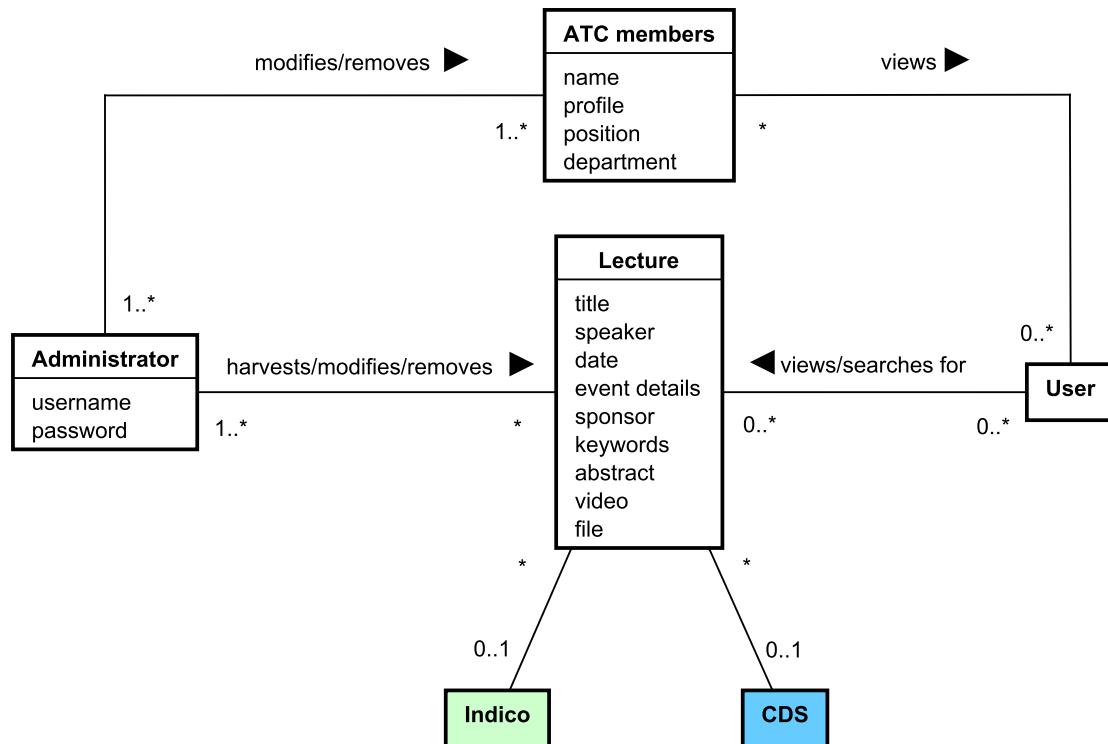 ATC members
name
profile
position
department
modifies/removes
views
1..*
*
1..*
0..*
Administrator
username
password
harvests/modifies/removes
1..*
*
Lecture
title
speaker
date
event details
sponsor
keywords
abstract
video
file
views/searches for
0..*
0..*
User
*
*
0..1
0..1
Indico
CDS